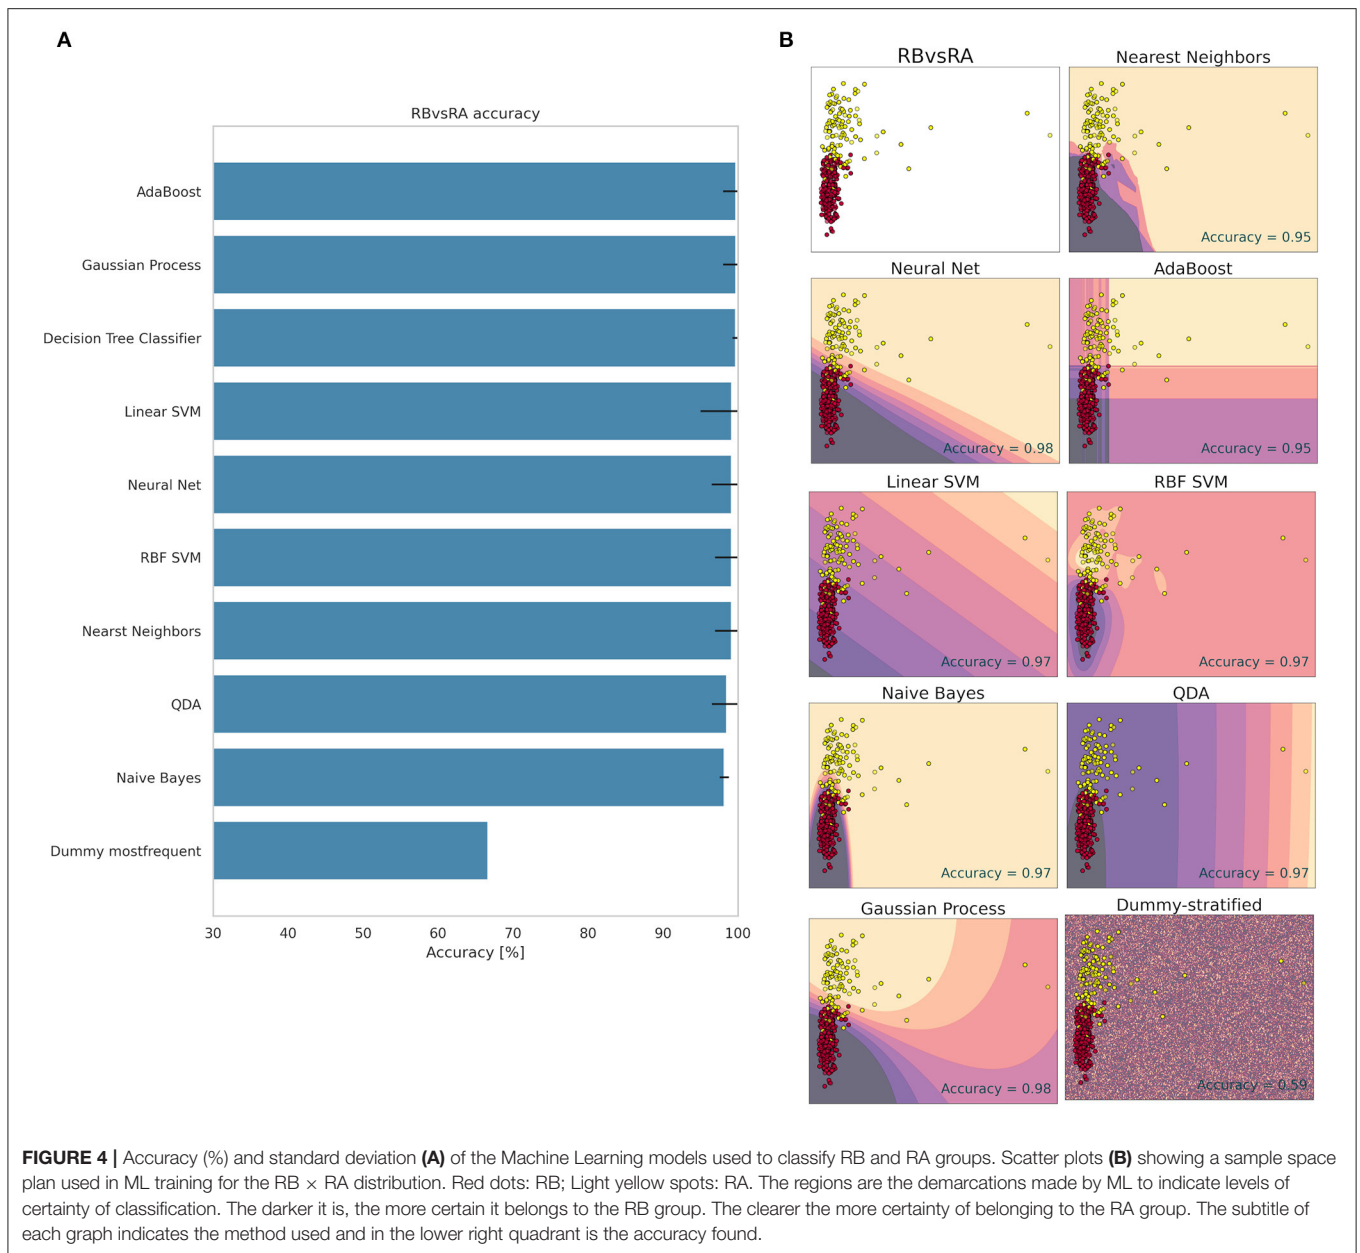 A
RBvsRA accuracy
AdaBoost
Gaussian Process
Decision Tree Classifier
Linear SVM
Neural Net
RBF SVM
Nearst Neighbors
QDA
Naive Bayes
Dummy mostfrequent
30 40 50 60 70 80 90 100
Accuracy [%]
B
RBvsRA
Nearest Neighbors
Accuracy = 0.95
Neural Net
Accuracy = 0.98
AdaBoost
Accuracy = 0.95
Linear SVM
Accuracy = 0.97
RBF SVM
Accuracy = 0.97
Naive Bayes
Accuracy = 0.97
QDA
Accuracy = 0.97
Gaussian Process
Accuracy = 0.98
Dummy-stratified
Accuracy = 0.59
FIGURE 4 | Accuracy (%) and standard deviation (A) of the Machine Learning models used to classify RB and RA groups. Scatter plots (B) showing a sample space
plan used in ML training for the RB × RA distribution. Red dots: RB; Light yellow spots: RA. The regions are the demarcations made by ML to indicate levels of
certainty of classification. The darker it is, the more certain it belongs to the RB group. The clearer the more certainty of belonging to the RA group. The subtitle of
each graph indicates the method used and in the lower right quadrant is the accuracy found.